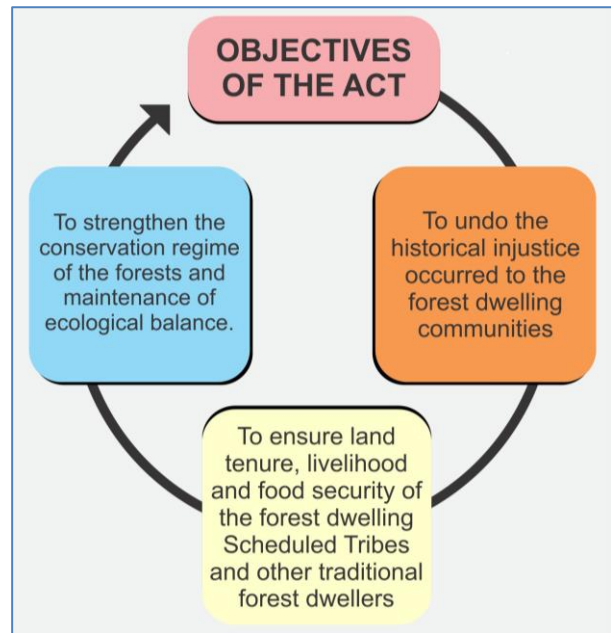 OBJECTIVES
OF THE ACT
To undo the
historical injustice
occurred to the
forest dwelling
communities
To ensure land
tenure, livelihood
and food security of
the forest dwelling
Scheduled Tribes
and other traditional
forest dwellers
To strengthen the
conservation regime
of the forests and
maintenance of
ecological balance.